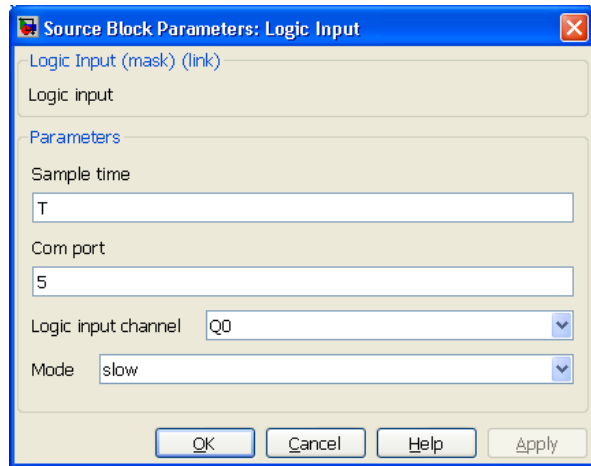 Source Block Parameters: Logic Input
Logic Input (mask) (link)
Logic input
Parameters
Sample time
T
Com port
5
Logic input channel Q0
Mode slow
OK Cancel Help Apply